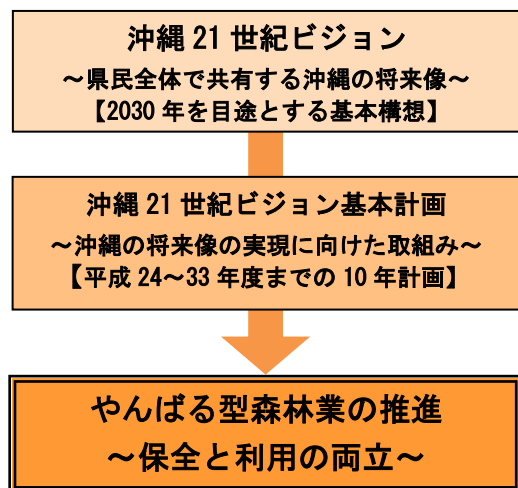 沖縄 21 世紀ビジョン
～県民全体で共有する沖縄の将来像～
【2030 年を目途とする基本構想】
沖縄 21 世紀ビジョン基本計画
～沖縄の将来像の実現に向けた取組み～
【平成 24～33 年度までの 10 年計画】
やんばる型森林業の推進
～保全と利用の両立～